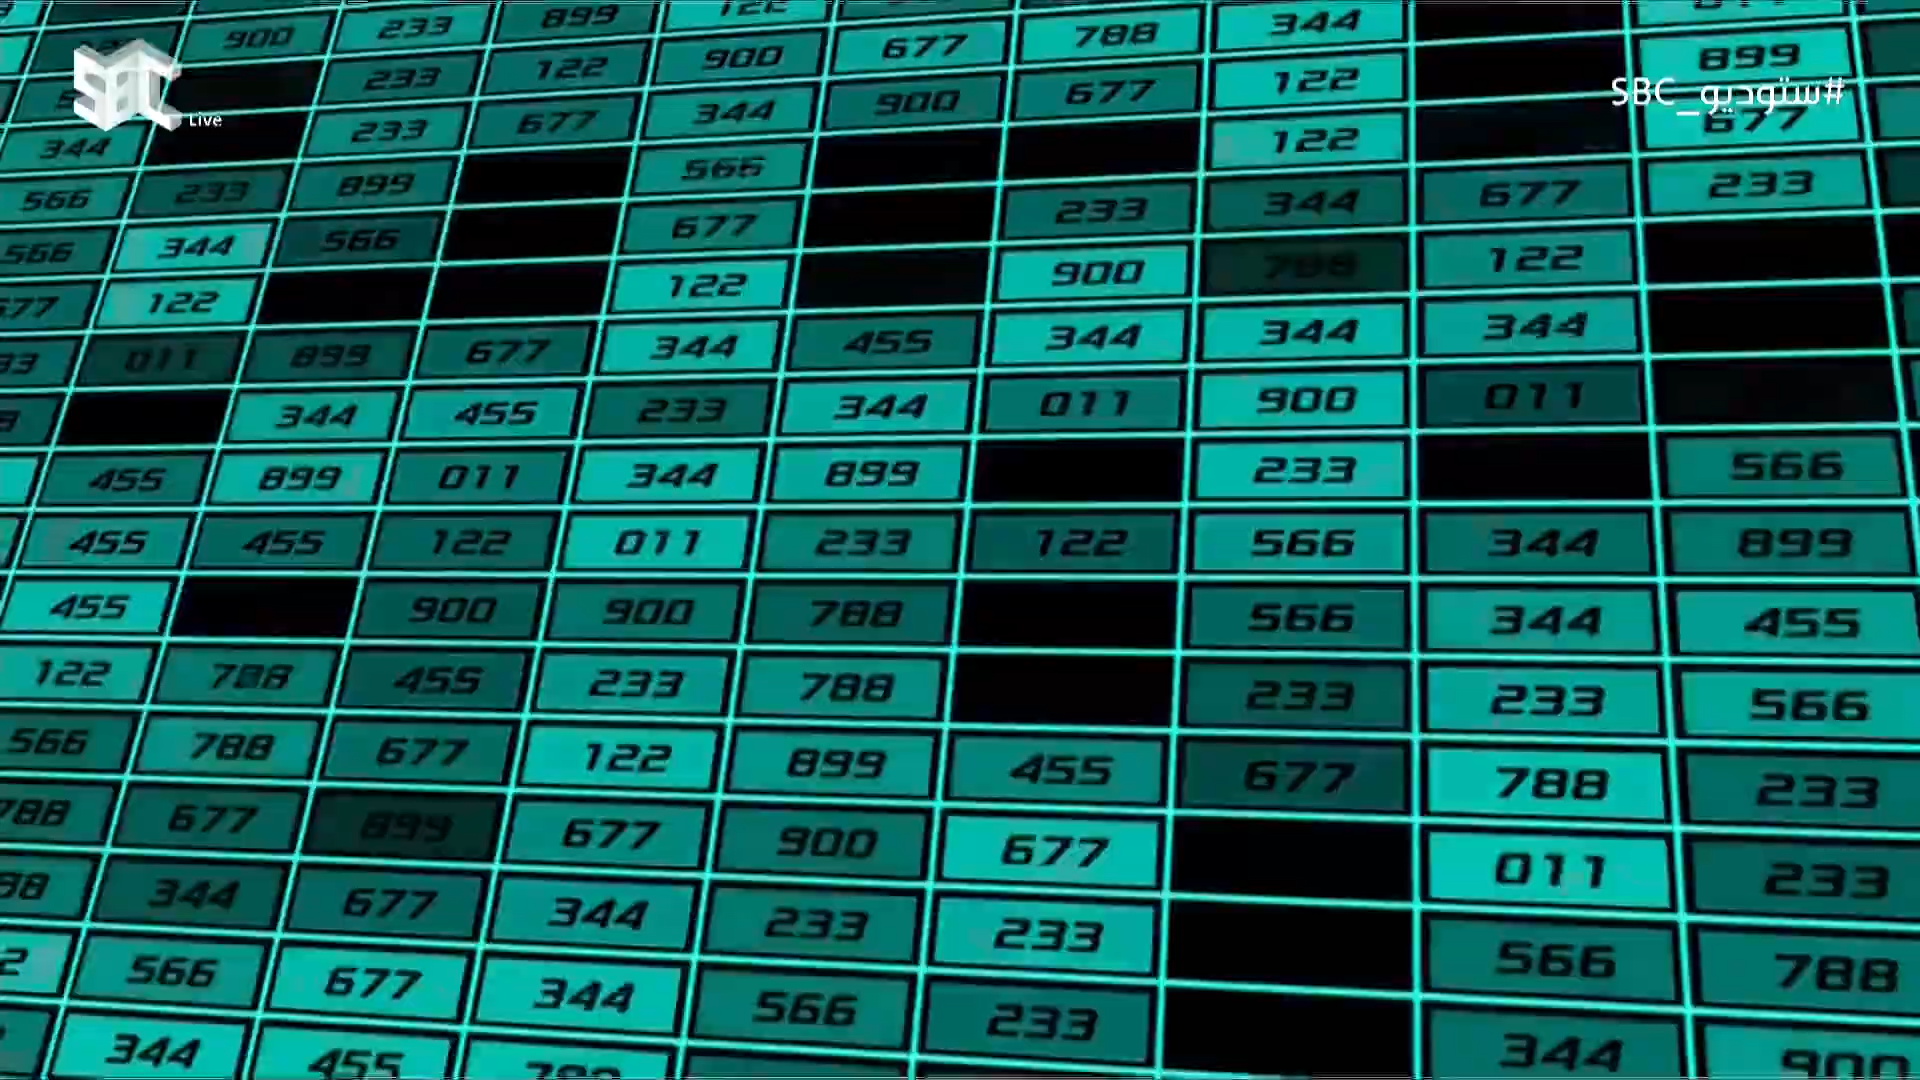 899 122
900 233 122 900 677 788 344 899
SBC Live
#ستوديو_SBC
233 677 344 900 677 122 677
344 233 899 566 122 233
566 233 566 677 233 344 677
566 344 122 900 788 122
122 899 677 344 455 344 344 344
011 344 455 233 344 011 900 011
455 899 011 344 899 233 566
455 455 122 011 233 122 566 344 899
455 900 900 788 566 344 455
122 788 455 233 788 233 233 566
566 788 677 122 899 455 677 788 233
788 677 899 677 900 677 011 233
344 677 344 233 233 566 788
566 677 344 566 233 344 900
344 455